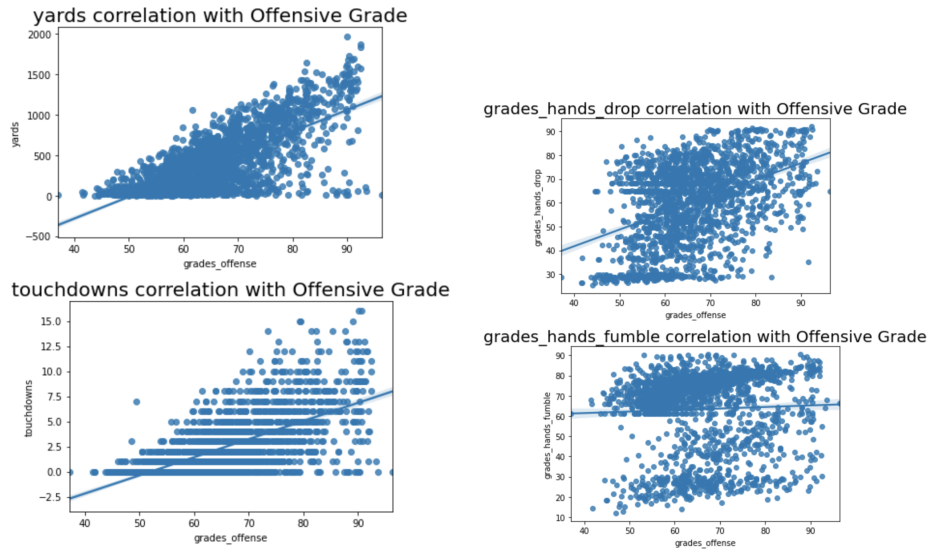 yards correlation with Offensive Grade
2000
1500
1000
500
0
−500
yards
40 50 60 70 80 90
grades_offense
touchdowns correlation with Offensive Grade
15.0
12.5
10.0
7.5
5.0
2.5
0.0
−2.5
touchdowns
40 50 60 70 80 90
grades_offense
grades_hands_drop correlation with Offensive Grade
90
80
70
60
50
40
30
grades_hands_drop
40 50 60 70 80 90
grades_offense
grades_hands_fumble correlation with Offensive Grade
90
80
70
60
50
40
30
20
10
grades_hands_fumble
40 50 60 70 80 90
grades_offense